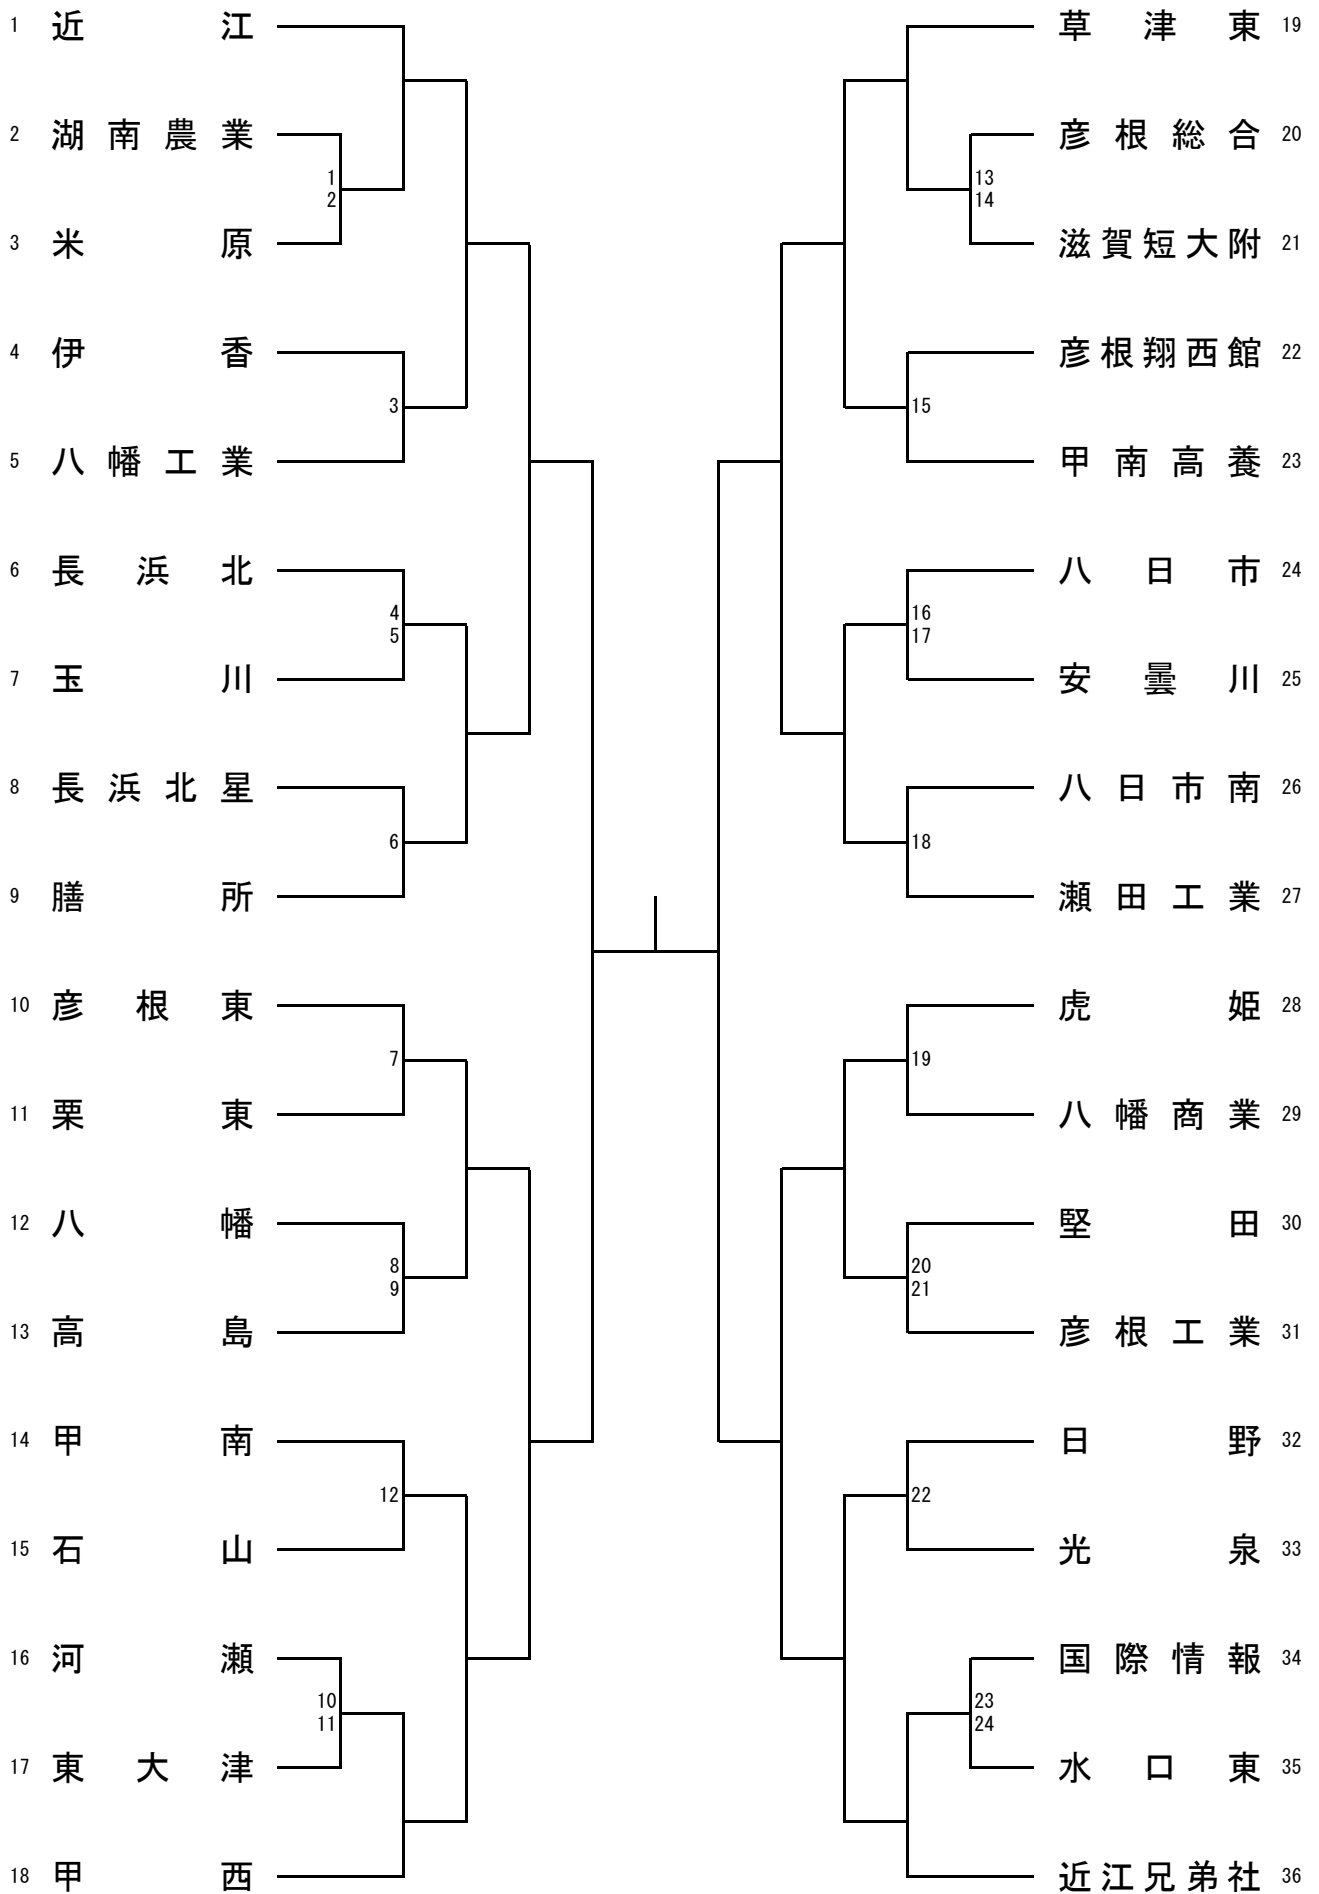 1 近江
2 湖南農業
1
2
3 米原
4 伊香
3
5 八幡工業
6 長浜北
4
5
7 玉川
8 長浜北星
6
9 膳所
10 彦根東
7
11 栗東
12 八幡
8
9
13 高島
14 甲南
12
15 石山
16 河瀬
10
11
17 東大津
18 甲西
草津東 19
彦根総合 20
13
14
滋賀短大附 21
彦根翔西館 22
15
甲南高養 23
八日市 24
16
17
安曇川 25
八日市南 26
18
瀬田工業 27
虎姫 28
19
八幡商業 29
堅田 30
20
21
彦根工業 31
日野 32
22
光泉 33
国際情報 34
23
24
水口東 35
近江兄弟社 36